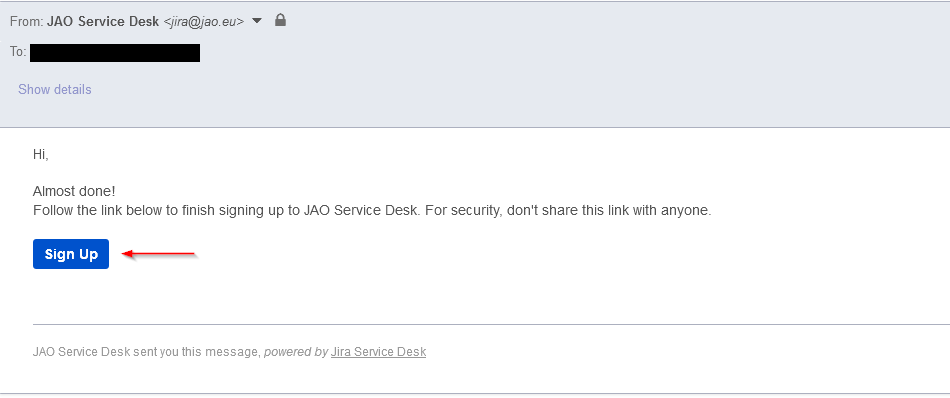 From: JAO Service Desk <jira@jao.eu>
To:
Show details
Hi,
Almost done!
Follow the link below to finish signing up to JAO Service Desk. For security, don't share this link with anyone.
Sign Up
JAO Service Desk sent you this message, powered by Jira Service Desk